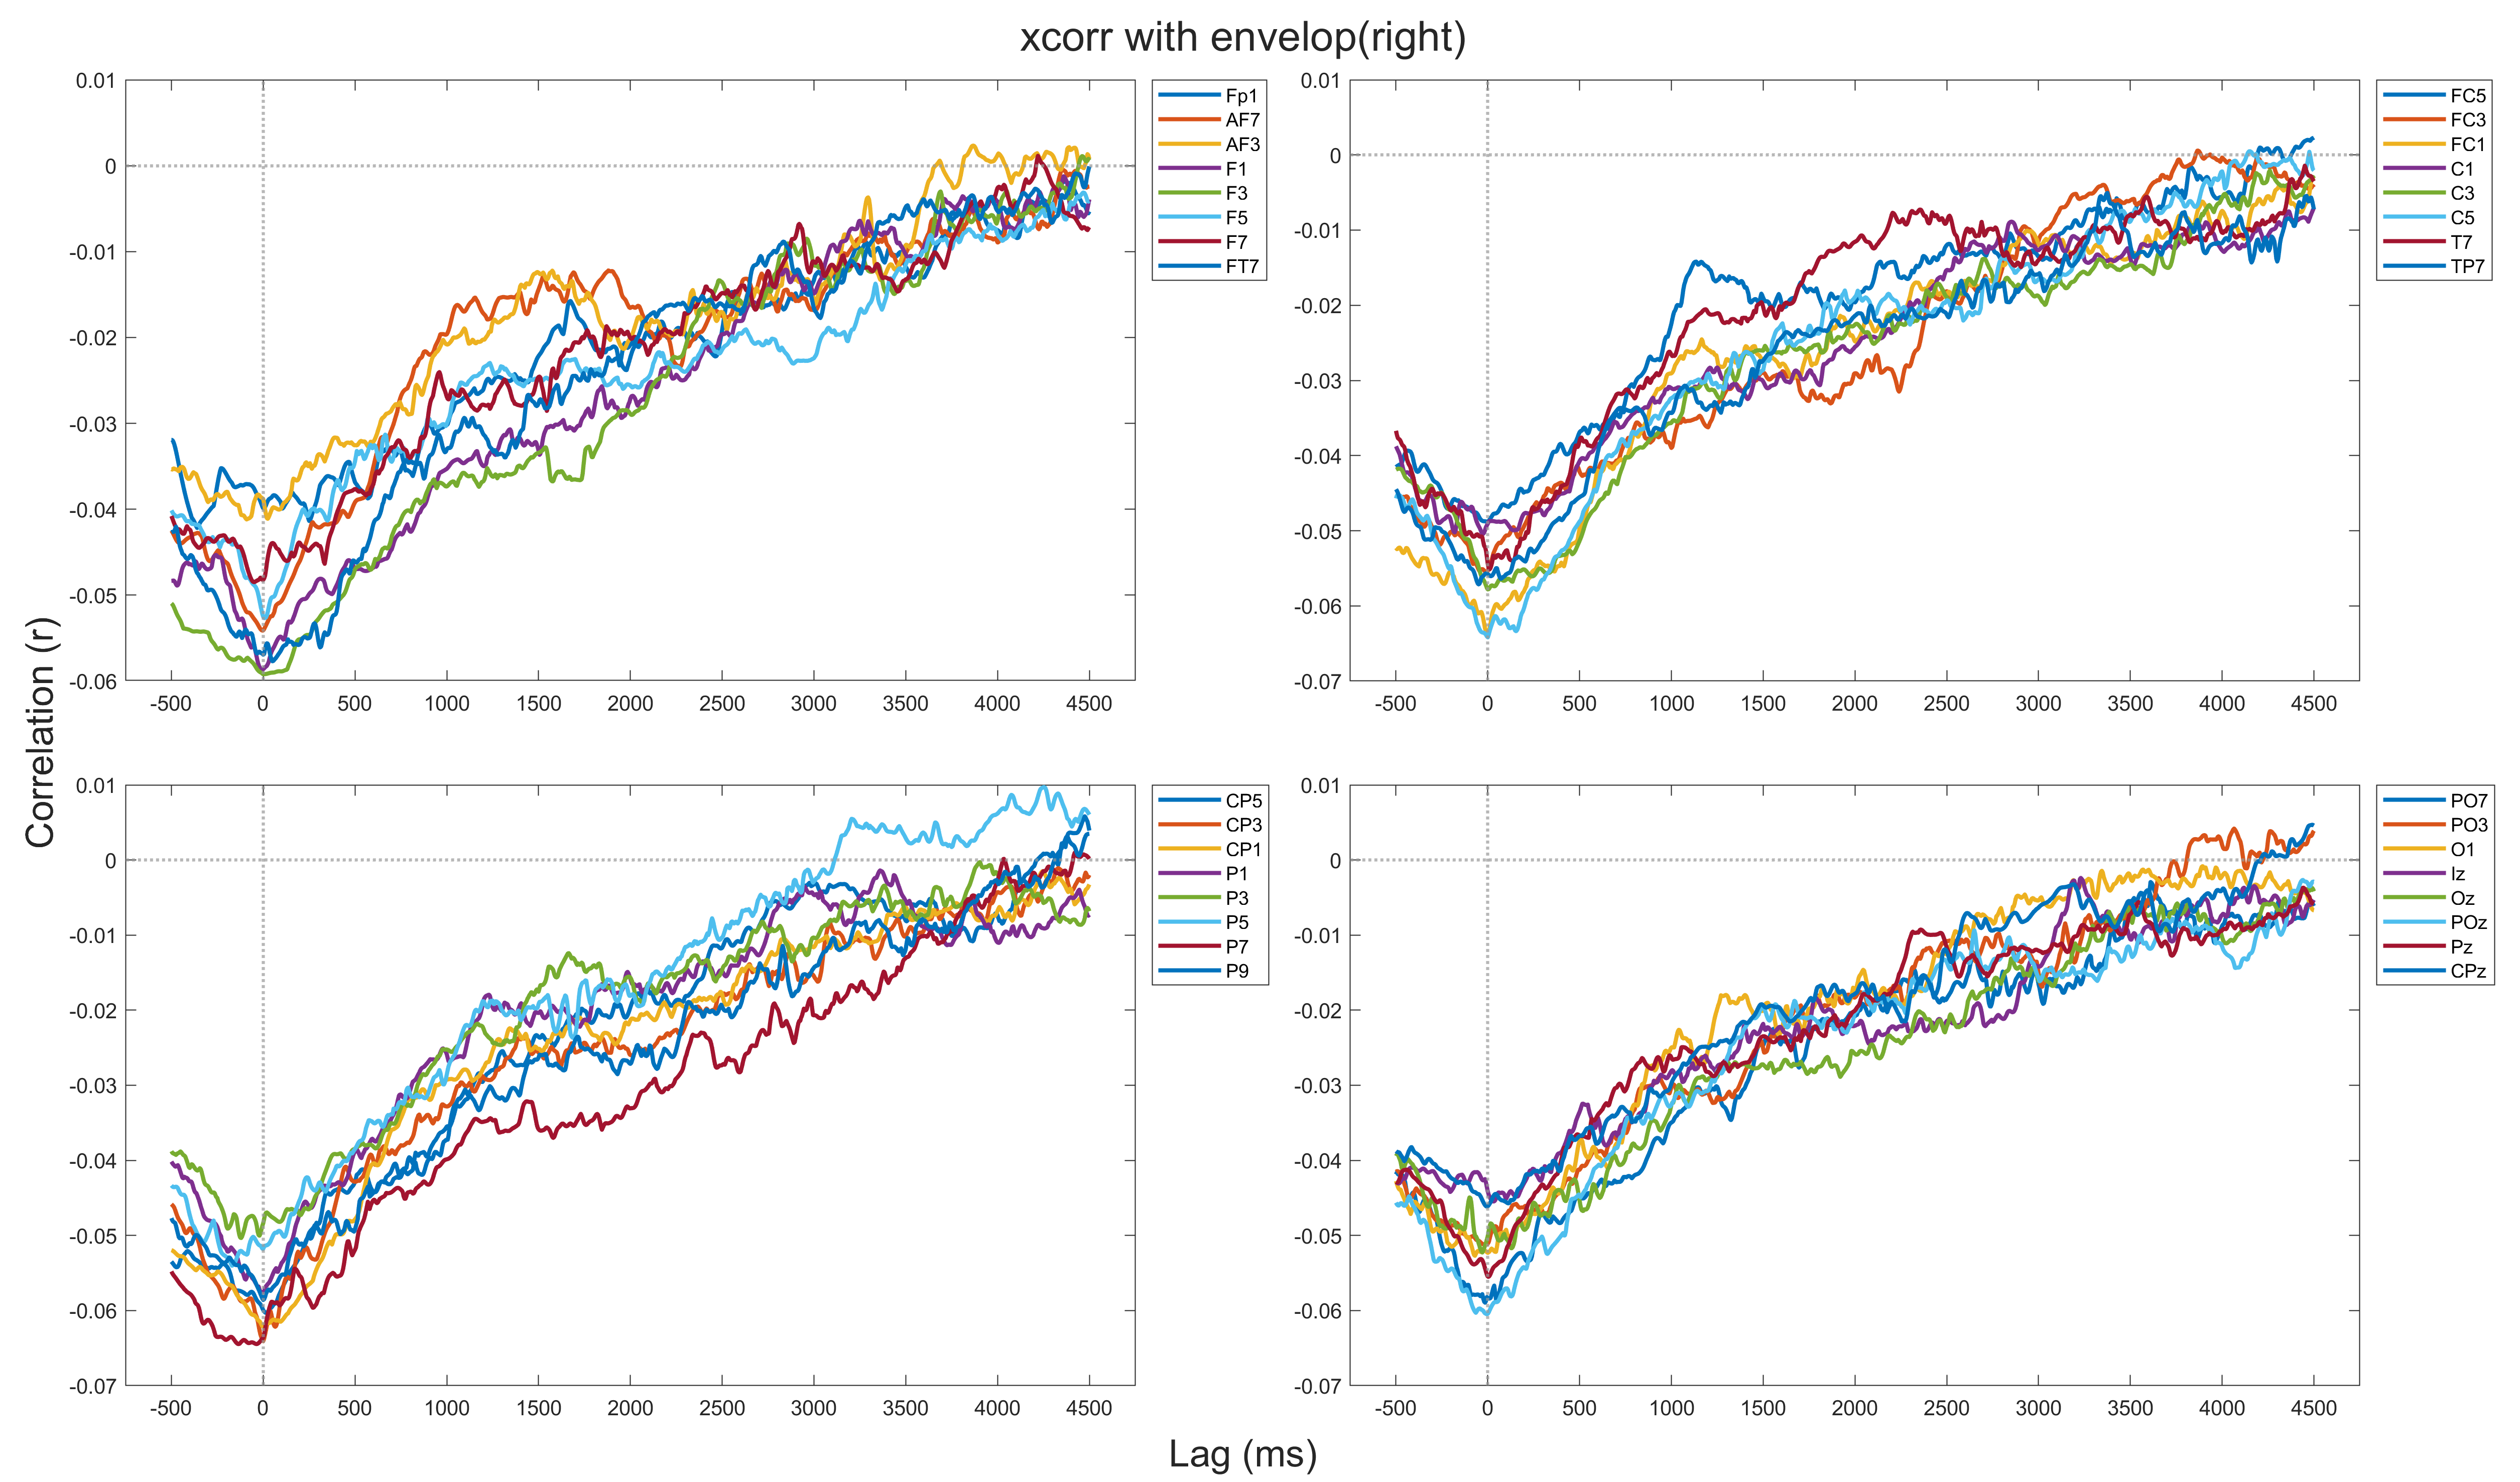 xcorr with envelop(right)
Correlation (r)
0.01
0
-0.01
-0.02
-0.03
-0.04
-0.05
-0.06
-500 0 500 1000 1500 2000 2500 3000 3500 4000 4500
Fp1
AF7
AF3
F1
F3
F5
F7
FT7
0.01
0
-0.01
-0.02
-0.03
-0.04
-0.05
-0.06
-0.07
-500 0 500 1000 1500 2000 2500 3000 3500 4000 4500
FC5
FC3
FC1
C1
C3
C5
T7
TP7
0.01
0
-0.01
-0.02
-0.03
-0.04
-0.05
-0.06
-0.07
-500 0 500 1000 1500 2000 2500 3000 3500 4000 4500
CP5
CP3
CP1
P1
P3
P5
P7
P9
0.01
0
-0.01
-0.02
-0.03
-0.04
-0.05
-0.06
-0.07
-500 0 500 1000 1500 2000 2500 3000 3500 4000 4500
PO7
PO3
O1
Iz
Oz
POz
Pz
CPz
Lag (ms)